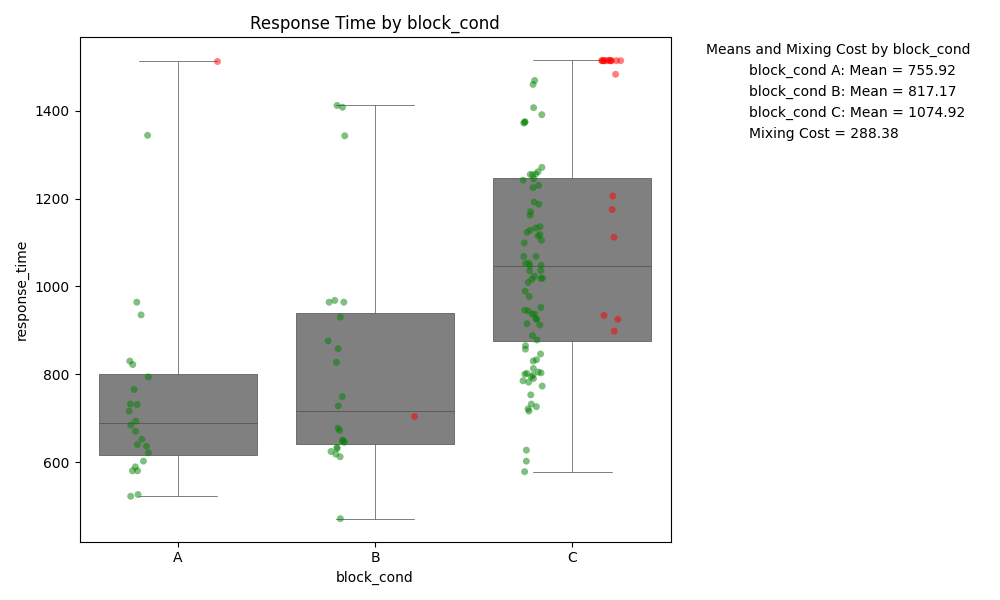 Response Time by block_cond
Means and Mixing Cost by block_cond
block_cond A: Mean = 755.92
block_cond B: Mean = 817.17
block_cond C: Mean = 1074.92
Mixing Cost = 288.38
response_time
1400
1200
1000
800
600
A B C
block_cond